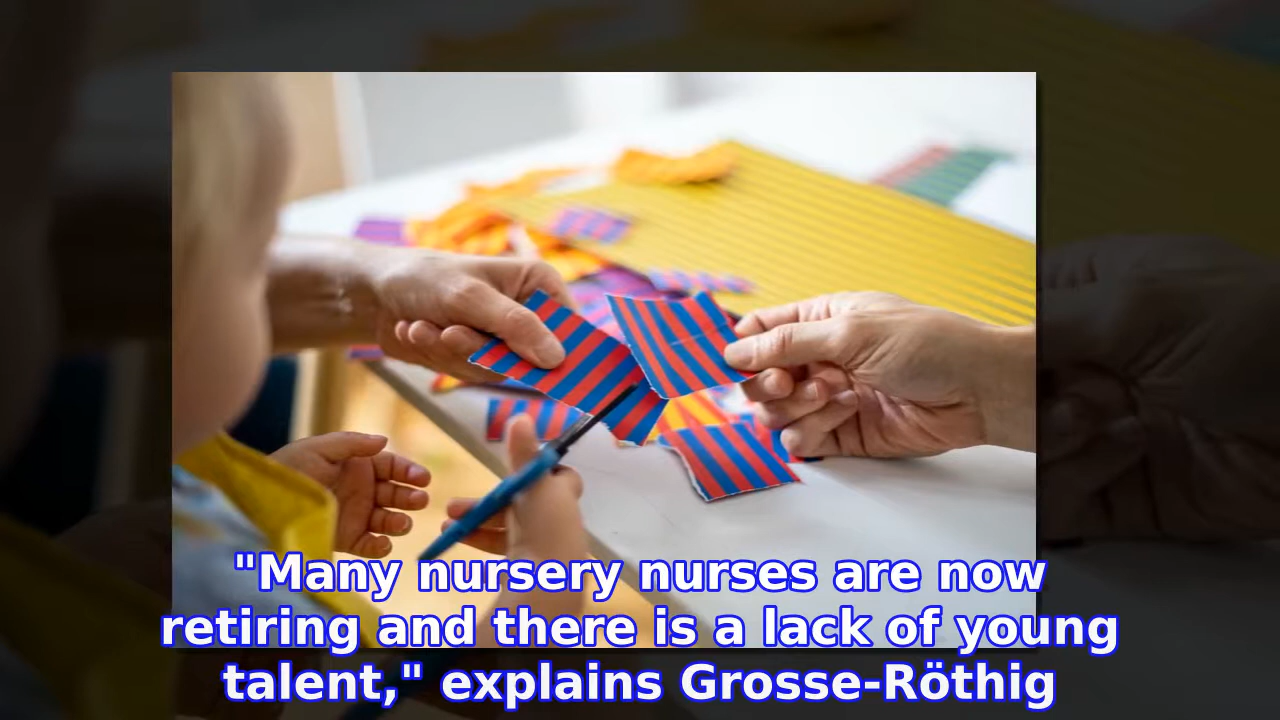 "Many nursery nurses are now
retiring and there is a lack of young
talent," explains Grosse-Röthig